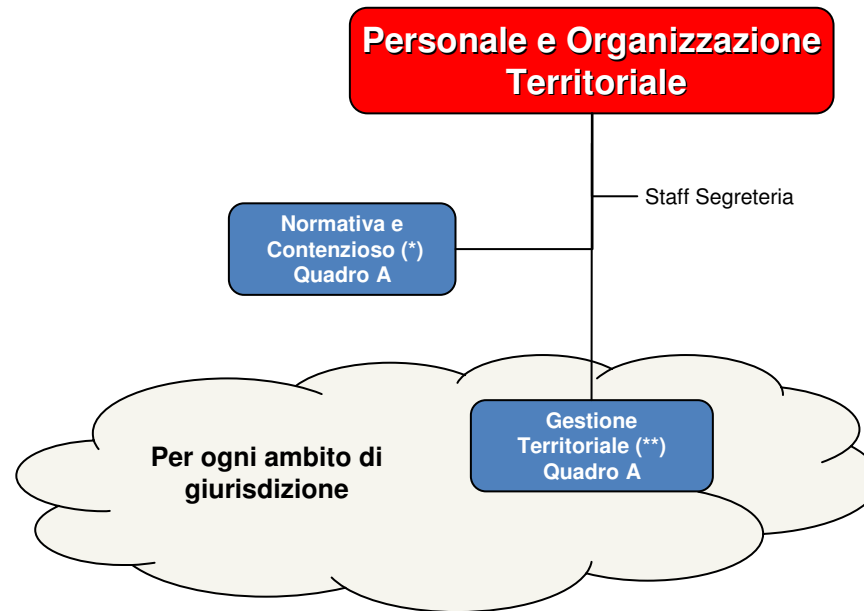 Personale e Organizzazione
Territoriale
Staff Segreteria
Normativa e
Contenzioso (*)
Quadro A
Gestione
Territoriale (**)
Quadro A
Per ogni ambito di
giurisdizione